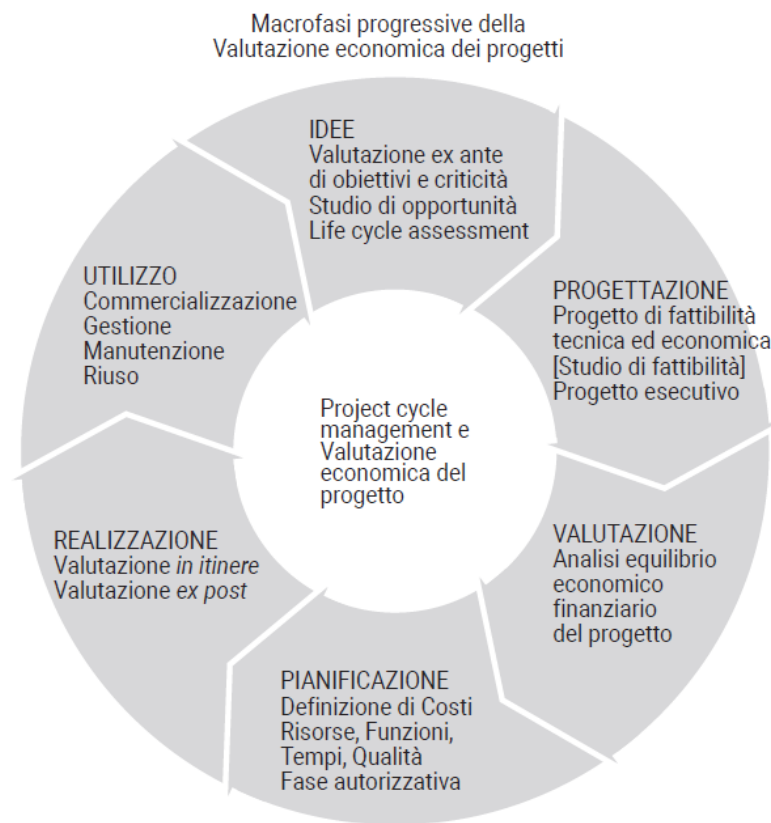 Macrofasi progressive della
Valutazione economica dei progetti
IDEE
Valutazione ex ante
di obiettivi e criticità
Studio di opportunità
Life cycle assessment
PROGETTAZIONE
Progetto di fattibilità
tecnica ed economica
[Studio di fattibilità]
Progetto esecutivo
VALUTAZIONE
Analisi equilibrio
economico
finanziario
del progetto
PIANIFICAZIONE
Definizione di Costi
Risorse, Funzioni,
Tempi, Qualità
Fase autorizzativa
REALIZZAZIONE
Valutazione in itinere
Valutazione ex post
UTILIZZO
Commercializzazione
Gestione
Manutenzione
Riuso
Project cycle
management e
Valutazione
economica del
progetto